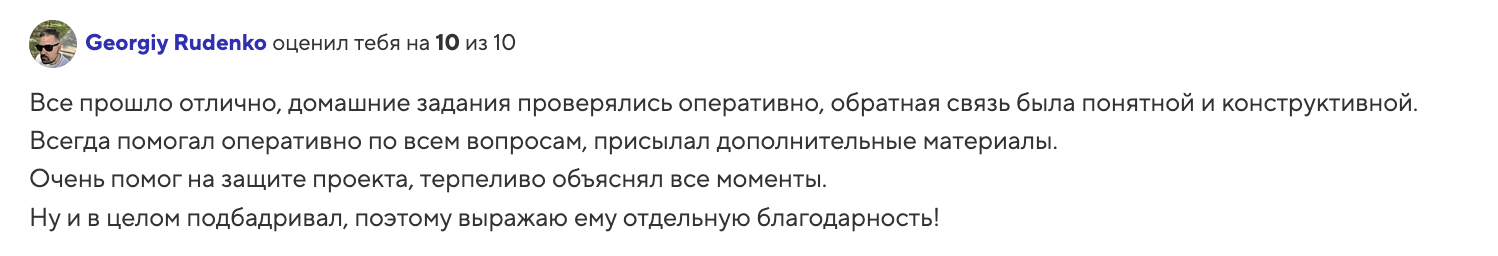 Georgiy Rudenko оценил тебя на 10 из 10
Все прошло отлично, домашние задания проверялись оперативно, обратная связь была понятной и конструктивной.
Всегда помогал оперативно по всем вопросам, присылал дополнительные материалы.
Очень помог на защите проекта, терпеливо объяснял все моменты.
Ну и в целом подбадривал, поэтому выражаю ему отдельную благодарность!